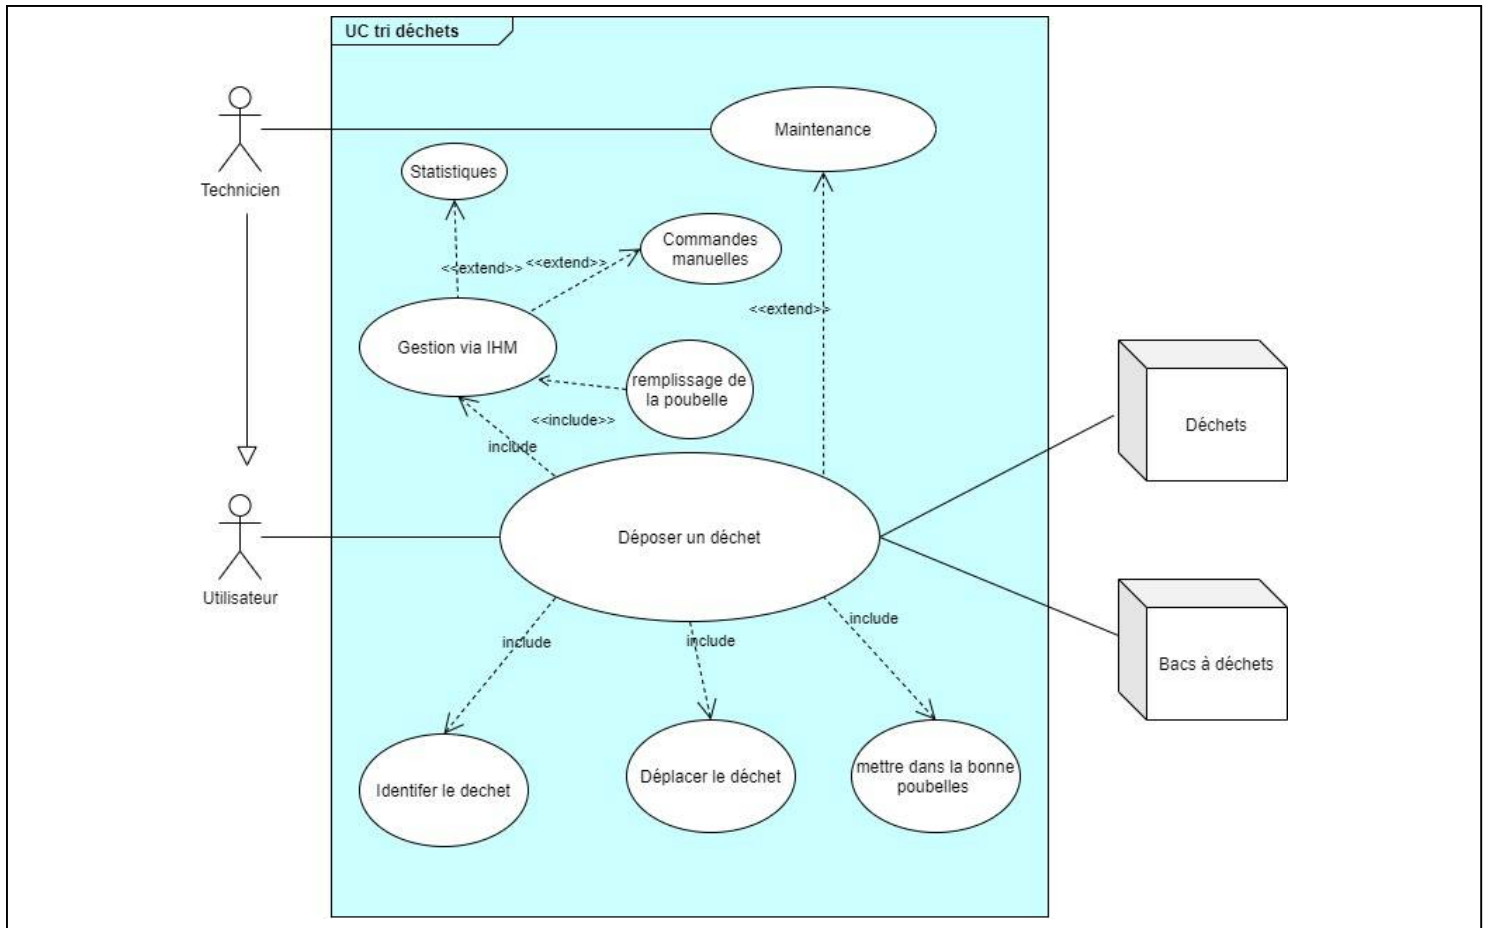 UC tri déchets
Maintenance
Statistiques
Technicien
Commandes
manuelles
<<extend>>
<<extend>>
<<extend>>
Gestion via IHM
remplissage de
la poubelle
<<include>>
include
Déchets
Déposer un déchet
Utilisateur
include
include
include
Bacs à déchets
mettre dans la bonne
poubelles
Déplacer le déchet
Identifer le dechet